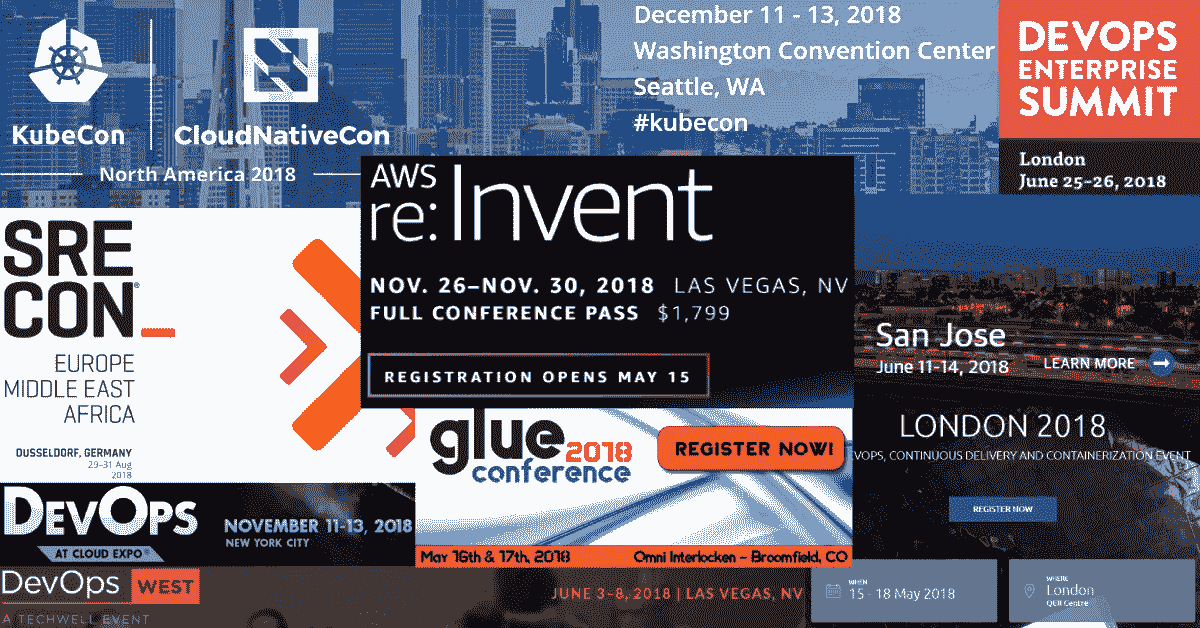 KubeCon
CloudNativeCon
North America 2018
December 11 - 13, 2018
Washington Convention Center
Seattle, WA
#kubecon
DEVOPS
ENTERPRISE
SUMMIT
London
June 25-26, 2018
AWS
re:Invent
NOV. 26–NOV. 30, 2018 LAS VEGAS, NV
FULL CONFERENCE PASS $1,799
REGISTRATION OPENS MAY 15
SRE
CON®
EUROPE
MIDDLE EAST
AFRICA
DUSSELDORF, GERMANY
29-31 Aug
2018
San Jose
June 11-14, 2018
LEARN MORE
glue 2018
conference
REGISTER NOW!
May 16th & 17th, 2018 Omni Interlocken - Broomfield, CO
LONDON 2018
VOPS, CONTINUOUS DELIVERY AND CONTAINERIZATION EVENT
REGISTER NOW
DEVOPS
AT CLOUD EXPO®
NOVEMBER 11-13, 2018
NEW YORK CITY
DevOps WEST
A TECHWELL EVENT
JUNE 3–8, 2018 | LAS VEGAS, NV
WHEN
15 - 18 May 2018
WHERE
London
QEII Centre